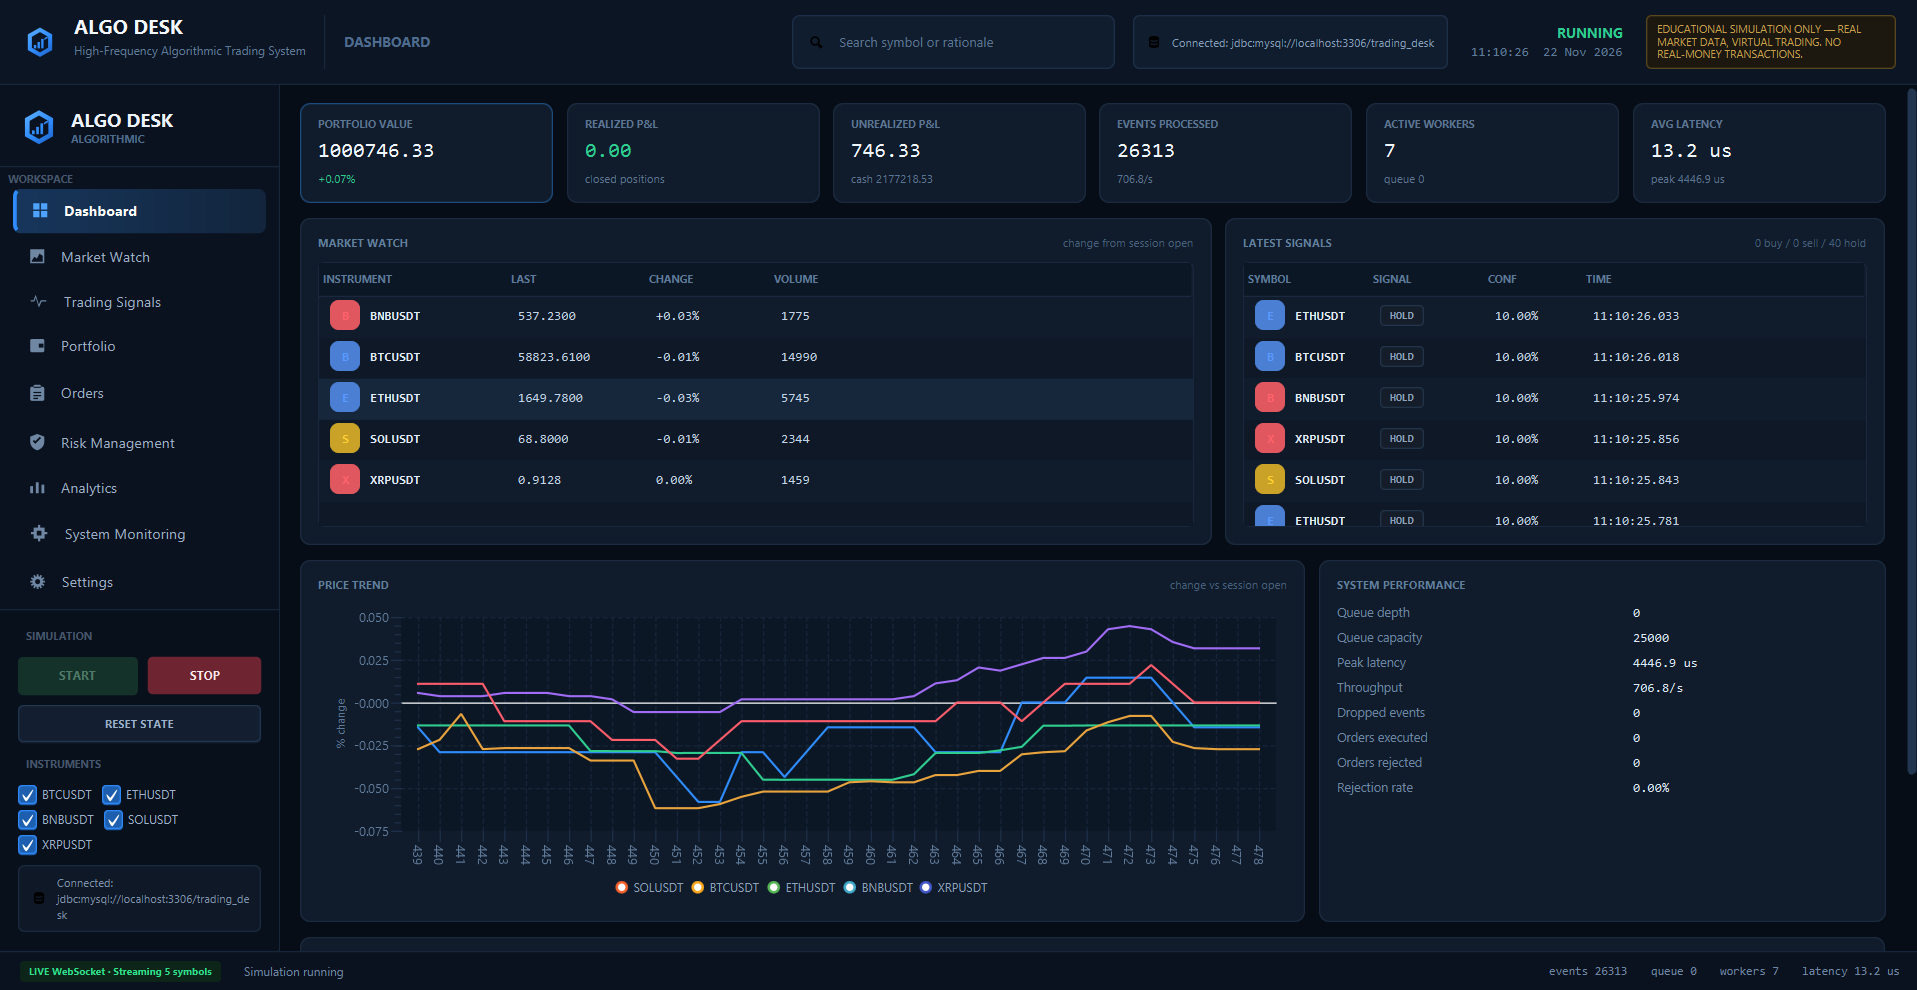 ALGO DESK
High-Frequency Algorithmic Trading System
DASHBOARD
Search symbol or rationale
Connected: jdbc:mysql://localhost:3306/trading_desk
RUNNING
11:10:26 22 Nov 2026
EDUCATIONAL SIMULATION ONLY — REAL
MARKET DATA, VIRTUAL TRADING. NO
REAL-MONEY TRANSACTIONS.
ALGO DESK
ALGORITHMIC
WORKSPACE
Dashboard
Market Watch
Trading Signals
Portfolio
Orders
Risk Management
Analytics
System Monitoring
Settings
SIMULATION
START STOP
RESET STATE
INSTRUMENTS
BTCUSDT ETHUSDT
BNBUSDT SOLUSDT
XRPUSDT
Connected:
jdbc:mysql://localhost:3306/trading_de
sk
PORTFOLIO VALUE
1000746.33
+0.07%
REALIZED P&L
0.00
closed positions
UNREALIZED P&L
746.33
cash 2177218.53
EVENTS PROCESSED
26313
706.8/s
ACTIVE WORKERS
7
queue 0
AVG LATENCY
13.2 us
peak 4446.9 us
MARKET WATCH change from session open
INSTRUMENT LAST CHANGE VOLUME
B BNBUSDT 537.2300 +0.03% 1775
B BTCUSDT 58823.6100 -0.01% 14990
E ETHUSDT 1649.7800 -0.03% 5745
S SOLUSDT 68.8000 -0.01% 2344
X XRPUSDT 0.9128 0.00% 1459
LATEST SIGNALS 0 buy / 0 sell / 40 hold
SYMBOL SIGNAL CONF TIME
E ETHUSDT HOLD 10.00% 11:10:26.033
B BTCUSDT HOLD 10.00% 11:10:26.018
B BNBUSDT HOLD 10.00% 11:10:25.974
X XRPUSDT HOLD 10.00% 11:10:25.856
S SOLUSDT HOLD 10.00% 11:10:25.843
E ETHUSDT HOLD 10.00% 11:10:25.781
PRICE TREND change vs session open
% change
0.050
0.025
-0.000
-0.025
-0.050
-0.075
439 440 441 442 443 444 445 446 447 448 449 450 451 452 453 454 455 456 457 458 459 460 461 462 463 464 465 466 467 468 469 470 471 472 473 474 475 476 477 478
SOLUSDT BTCUSDT ETHUSDT BNBUSDT XRPUSDT
SYSTEM PERFORMANCE
Queue depth 0
Queue capacity 25000
Peak latency 4446.9 us
Throughput 706.8/s
Dropped events 0
Orders executed 0
Orders rejected 0
Rejection rate 0.00%
LIVE WebSocket · Streaming 5 symbols Simulation running
events 26313 queue 0 workers 7 latency 13.2 us